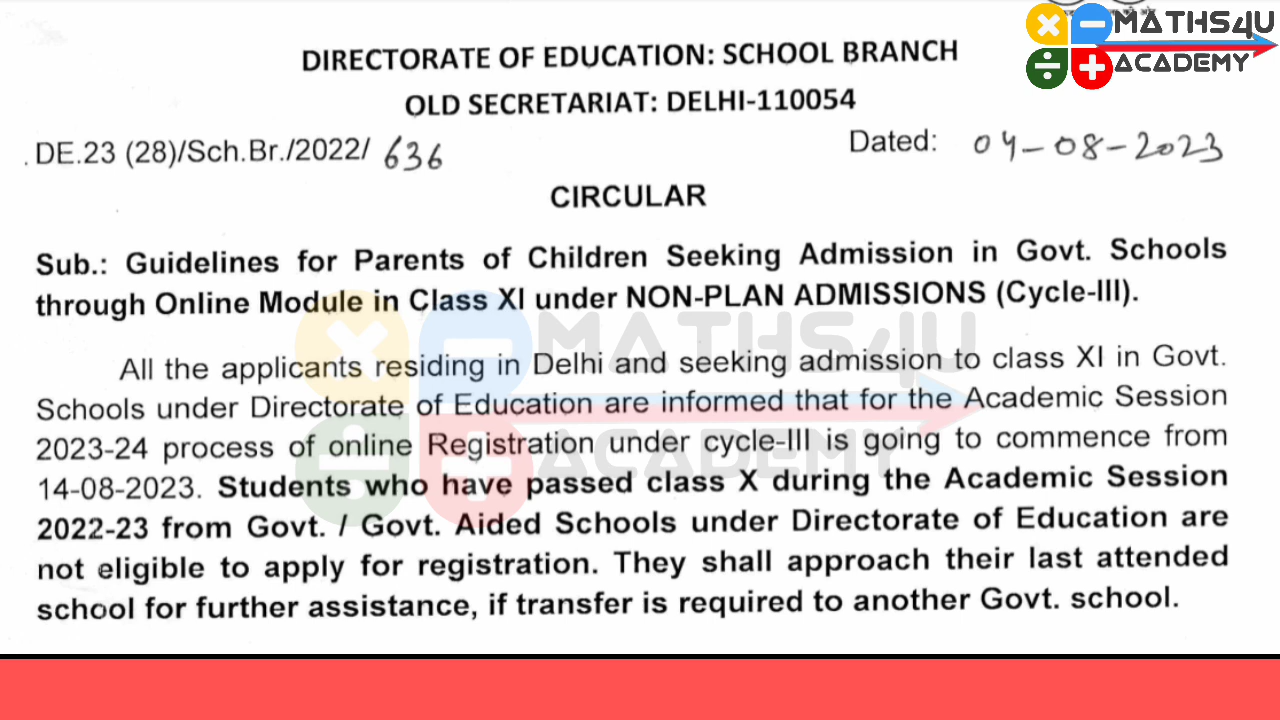 MATHS4U
ACADEMY
DIRECTORATE OF EDUCATION: SCHOOL BRANCH
OLD SECRETARIAT: DELHI-110054
DE.23 (28)/Sch.Br./2022/ 636
Dated: 04-08-2023
CIRCULAR
Sub.: Guidelines for Parents of Children Seeking Admission in Govt. Schools
through Online Module in Class XI under NON-PLAN ADMISSIONS (Cycle-III).
MATHS4U
ACADEMY
All the applicants residing in Delhi and seeking admission to class XI in Govt.
Schools under Directorate of Education are informed that for the Academic Session
2023-24 process of online Registration under cycle-III is going to commence from
14-08-2023. Students who have passed class X during the Academic Session
2022-23 from Govt. / Govt. Aided Schools under Directorate of Education are
not eligible to apply for registration. They shall approach their last attended
school for further assistance, if transfer is required to another Govt. school.